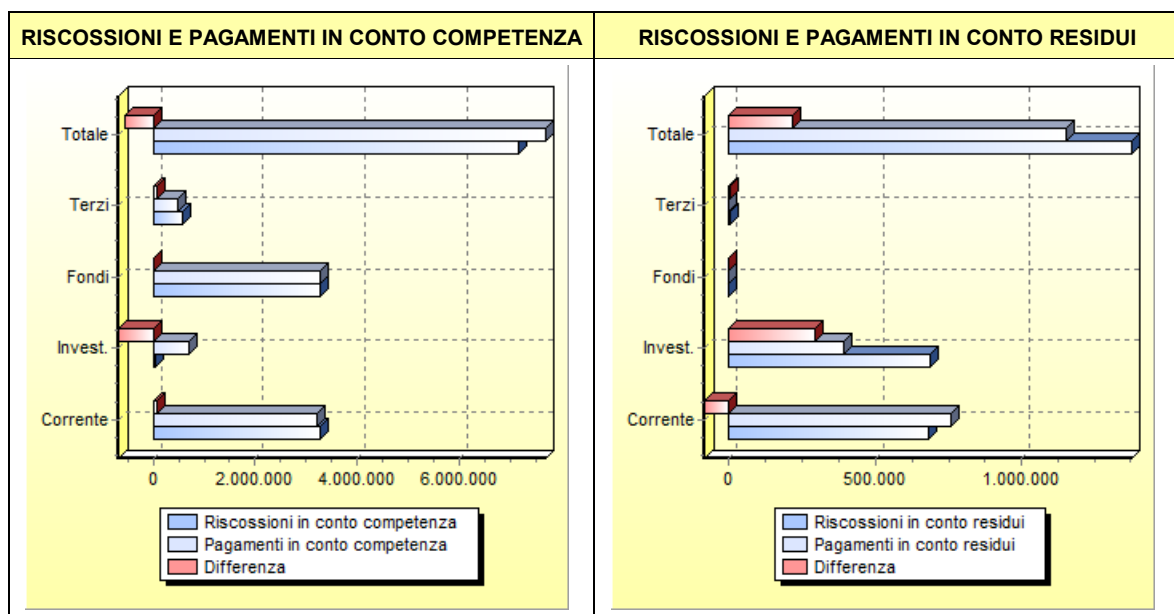 RISCOSSIONI E PAGAMENTI IN CONTO COMPETENZA
Totale
Terzi
Fondi
Invest.
Corrente
0 2.000.000 4.000.000 6.000.000
Riscossioni in conto competenza
Pagamenti in conto competenza
Differenza
RISCOSSIONI E PAGAMENTI IN CONTO RESIDUI
Totale
Terzi
Fondi
Invest.
Corrente
0 500.000 1.000.000
Riscossioni in conto residui
Pagamenti in conto residui
Differenza